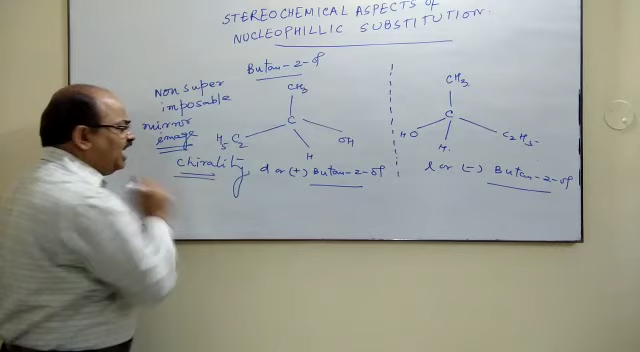 STEREOCHEMICAL ASPECTS of
NUCLEOPHILLIC SUBSTITUTION.
Butan-2-ol
Non super
imposable
mirror
emage
Chirality
CH3
C
H5C2
OH
H
d or (+) Butan-2-ol
CH3
C
HO
C2H5
H
l or (-) Butan-2-ol